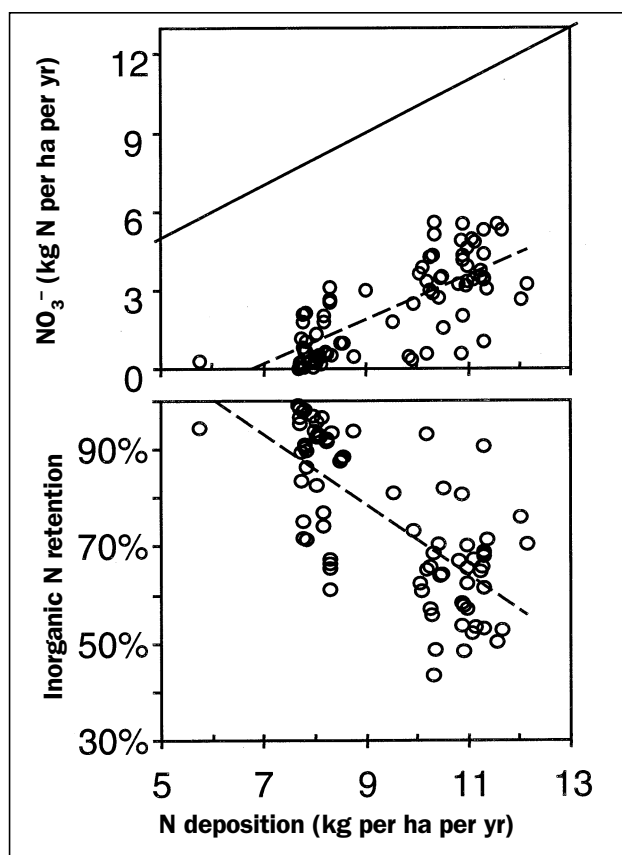 NO3− (kg N per ha per yr)
12
9
6
3
0
Inorganic N retention
90%
70%
50%
30%
5 7 9 11 13
N deposition (kg per ha per yr)